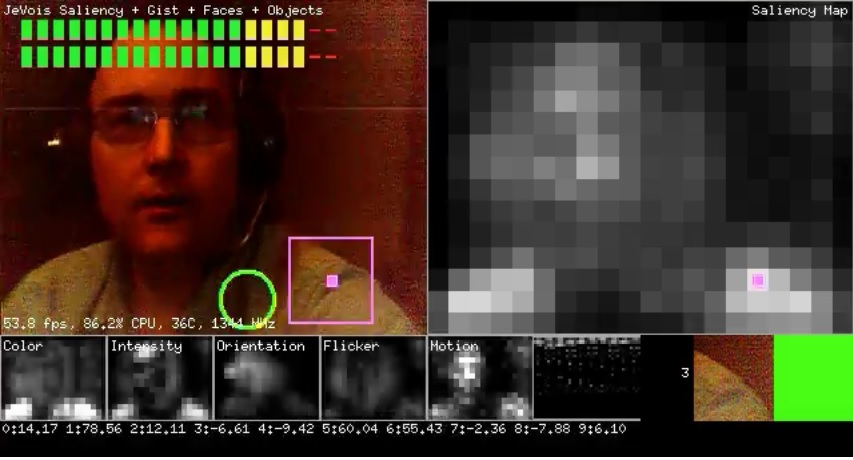 JeVois Saliency + Gist + Faces + Objects
Saliency Map
53.8 fps, 86.2% CPU, 36C, 1344 MHz
Color
Intensity
Orientation
Flicker
Motion
3
0:14.17 1:78.56 2:12.11 3:-6.61 4:-9.42 5:60.04 6:55.43 7:-2.36 8:-7.88 9:6.10